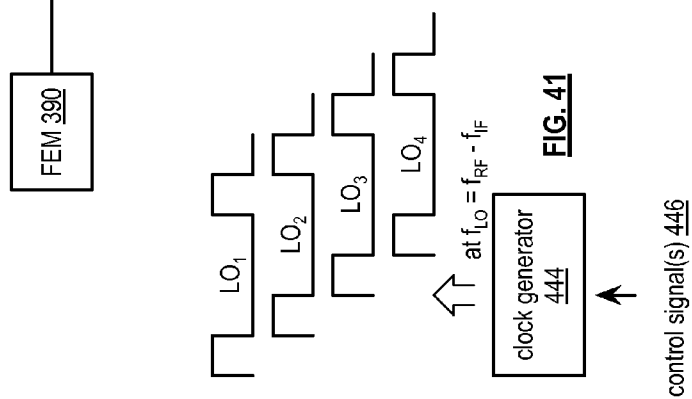 FEM 390
LO1
LO2
LO3
LO4
at fLO = fRF - fIF
clock generator
444
control signal(s) 446
FIG. 41